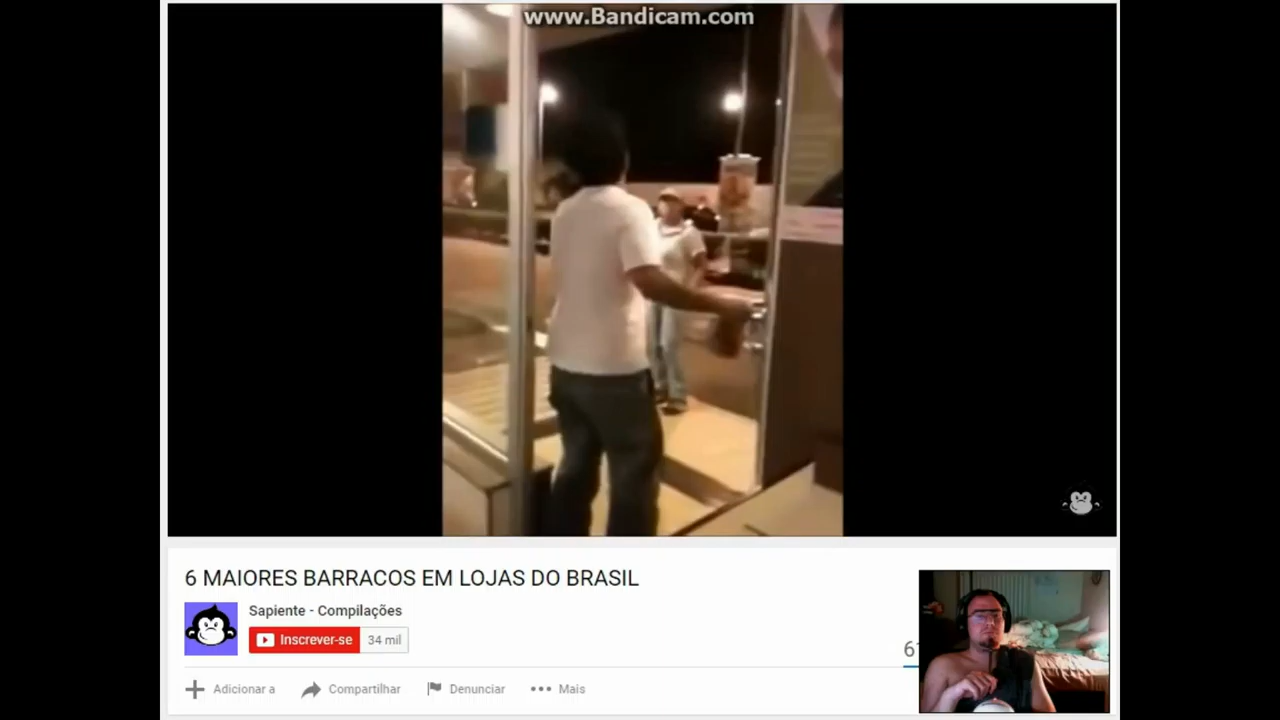 www.Bandicam.com
6 MAIORES BARRACOS EM LOJAS DO BRASIL
Sapiente - Compilações
Inscrever-se 34 mil
Adicionar a Compartilhar Denunciar Mais